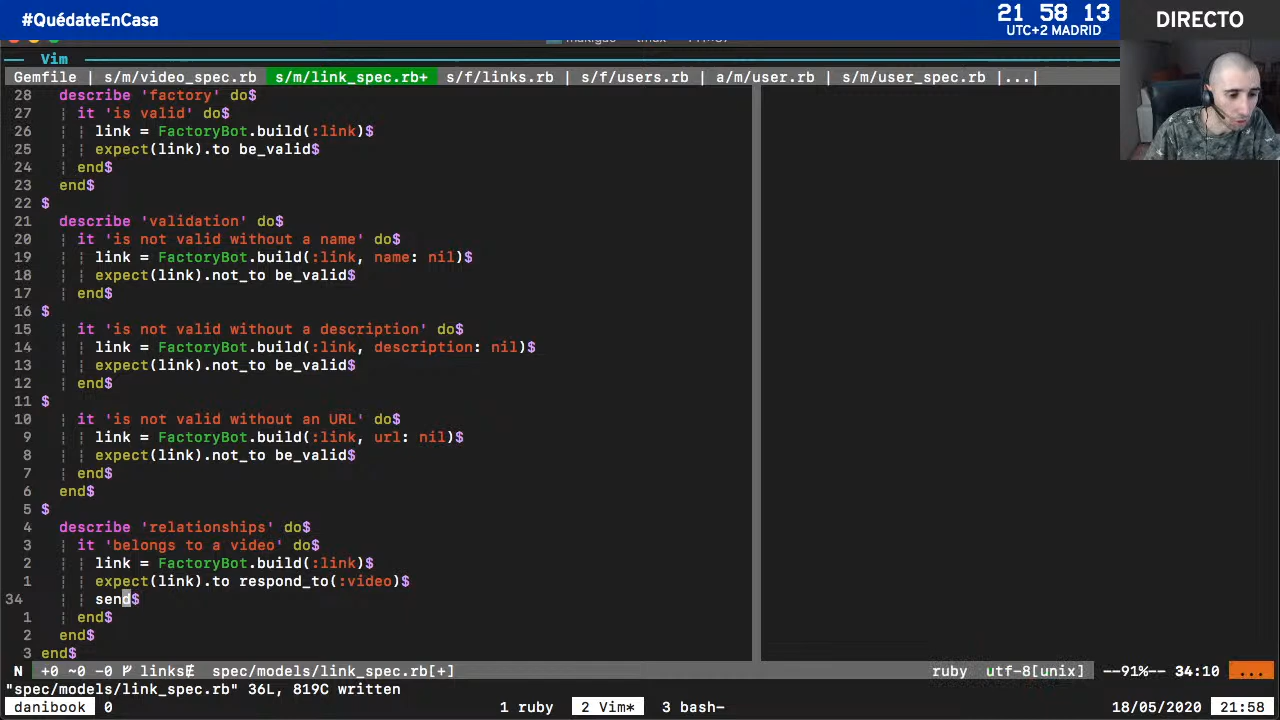 #QuédateEnCasa
21 58 13
UTC+2 MADRID
DIRECTO
Vim
Gemfile | s/m/video_spec.rb s/m/link_spec.rb+ s/f/links.rb | s/f/users.rb | a/m/user.rb | s/m/user_spec.rb |...|
28 describe 'factory' do$
27 it 'is valid' do$
26 link = FactoryBot.build(:link)$
25 expect(link).to be_valid$
24 end$
23 end$
22 $
21 describe 'validation' do$
20 it 'is not valid without a name' do$
19 link = FactoryBot.build(:link, name: nil)$
18 expect(link).not_to be_valid$
17 end$
16 $
15 it 'is not valid without a description' do$
14 link = FactoryBot.build(:link, description: nil)$
13 expect(link).not_to be_valid$
12 end$
11 $
10 it 'is not valid without an URL' do$
9 link = FactoryBot.build(:link, url: nil)$
8 expect(link).not_to be_valid$
7 end$
6 end$
5 $
4 describe 'relationships' do$
3 it 'belongs to a video' do$
2 link = FactoryBot.build(:link)$
1 expect(link).to respond_to(:video)$
34 send$
1 end$
2 end$
3 end$
N +0 ~0 -0 links spec/models/link_spec.rb[+] ruby utf-8[unix] --91%-- 34:10 ...
"spec/models/link_spec.rb" 36L, 819C written
danibook 0 1 ruby 2 Vim* 3 bash- 18/05/2020 21:58